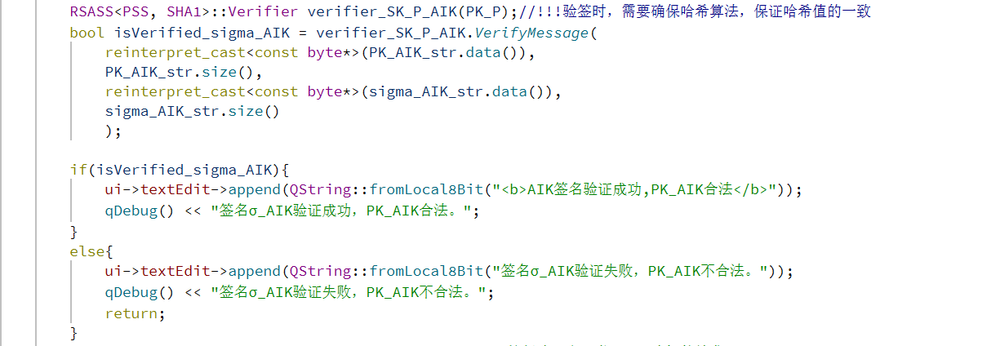 RSASS<PSS, SHA1>::Verifier verifier_SK_P_AIK(PK_P);//!!!验签时，需要确保哈希算法，保证哈希值的一致
bool isVerified_sigma_AIK = verifier_SK_P_AIK.VerifyMessage(
reinterpret_cast<const byte*>(PK_AIK_str.data()),
PK_AIK_str.size(),
reinterpret_cast<const byte*>(sigma_AIK_str.data()),
sigma_AIK_str.size()
);
if(isVerified_sigma_AIK){
ui->textEdit->append(QString::fromLocal8Bit("<b>AIK签名验证成功,PK_AIK合法</b>"));
qDebug() << "签名σ_AIK验证成功，PK_AIK合法。";
}
else{
ui->textEdit->append(QString::fromLocal8Bit("签名σ_AIK验证失败，PK_AIK不合法。"));
qDebug() << "签名σ_AIK验证失败，PK_AIK不合法。";
return;
}